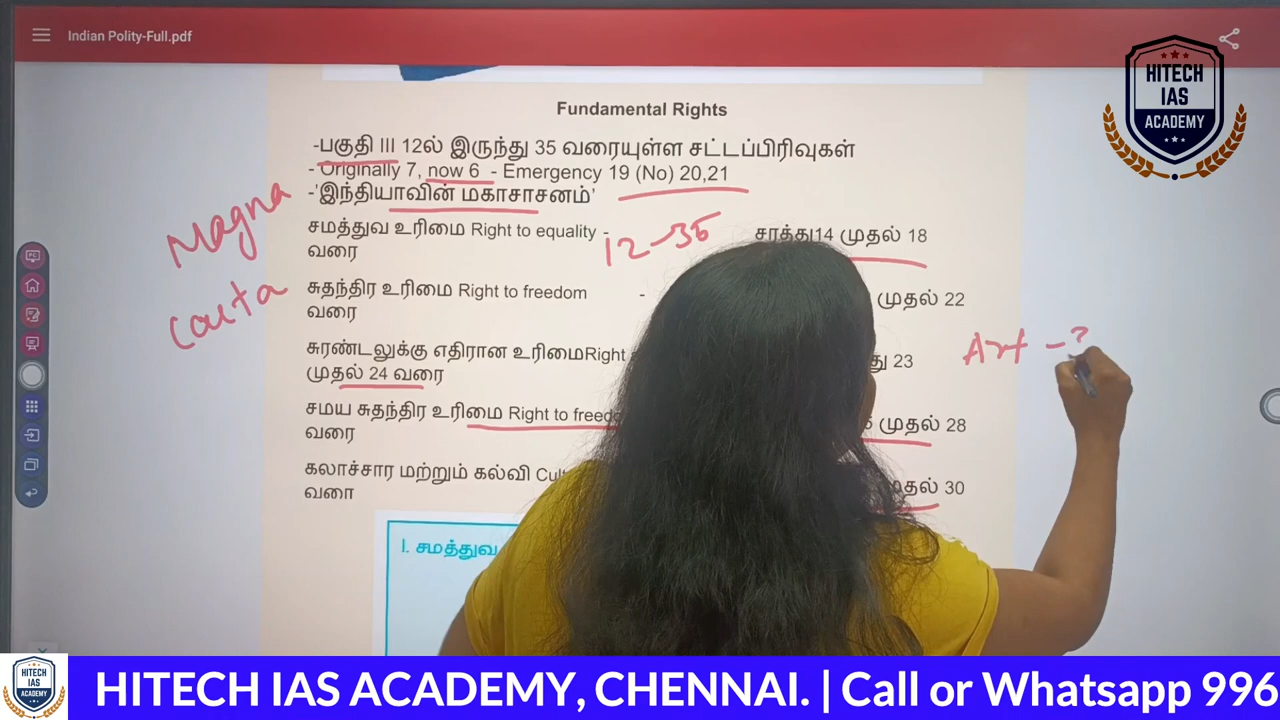 Indian Polity-Full.pdf
HITECH
IAS
ACADEMY
Fundamental Rights
-பகுதி III 12ல் இருந்து 35 வரையுள்ள சட்டப்பிரிவுகள்
- Originally 7, now 6 - Emergency 19 (No) 20,21
-'இந்தியாவின் மகாசாசனம்'
Magna
சமத்துவ உரிமை Right to equality - சரத்து14 முதல் 18
வரை
12-35
சுதந்திர உரிமை Right to freedom - முதல் 22
வரை
சுரண்டலுக்கு எதிரான உரிமைRight 23
முதல் 24 வரை
Art -
சமய சுதந்திர உரிமை Right to முதல் 28
வரை
கலாச்சார மற்றும் கல்வி 30
வரை
I. சமத்துவ
HITECH
IAS
ACADEMY
HITECH IAS ACADEMY, CHENNAI. | Call or Whatsapp 996